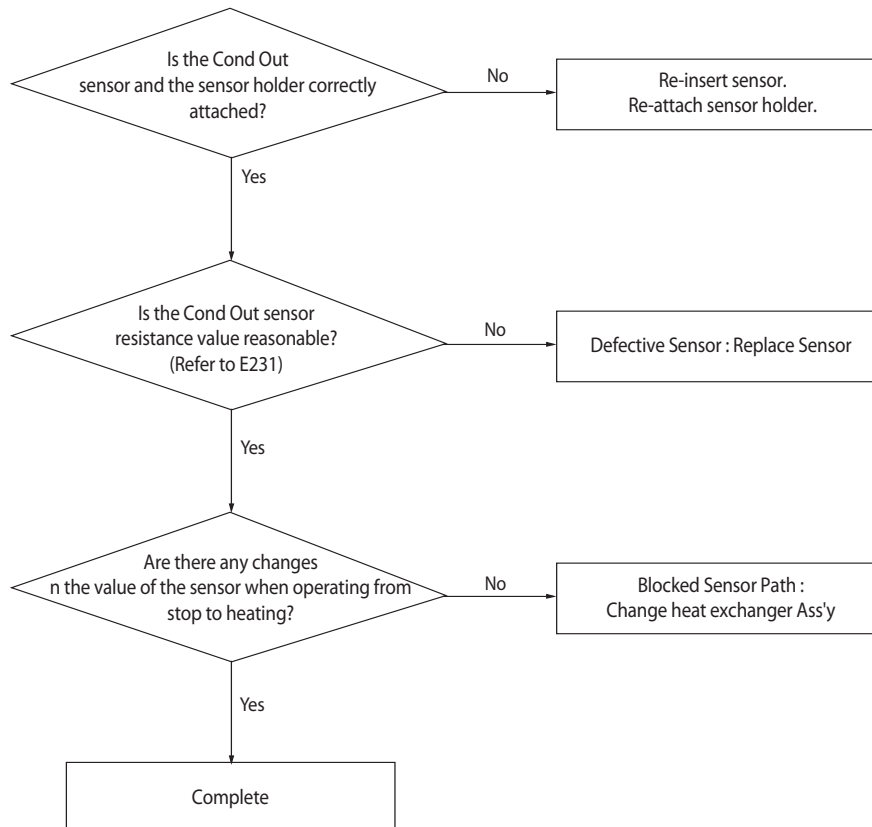 Is the Cond Out
sensor and the sensor holder correctly
attached?
No
Re-insert sensor.
Re-attach sensor holder.
Yes
Is the Cond Out sensor
resistance value reasonable?
(Refer to E231)
No
Defective Sensor : Replace Sensor
Yes
Are there any changes
n the value of the sensor when operating from
stop to heating?
No
Blocked Sensor Path :
Change heat exchanger Ass'y
Yes
Complete